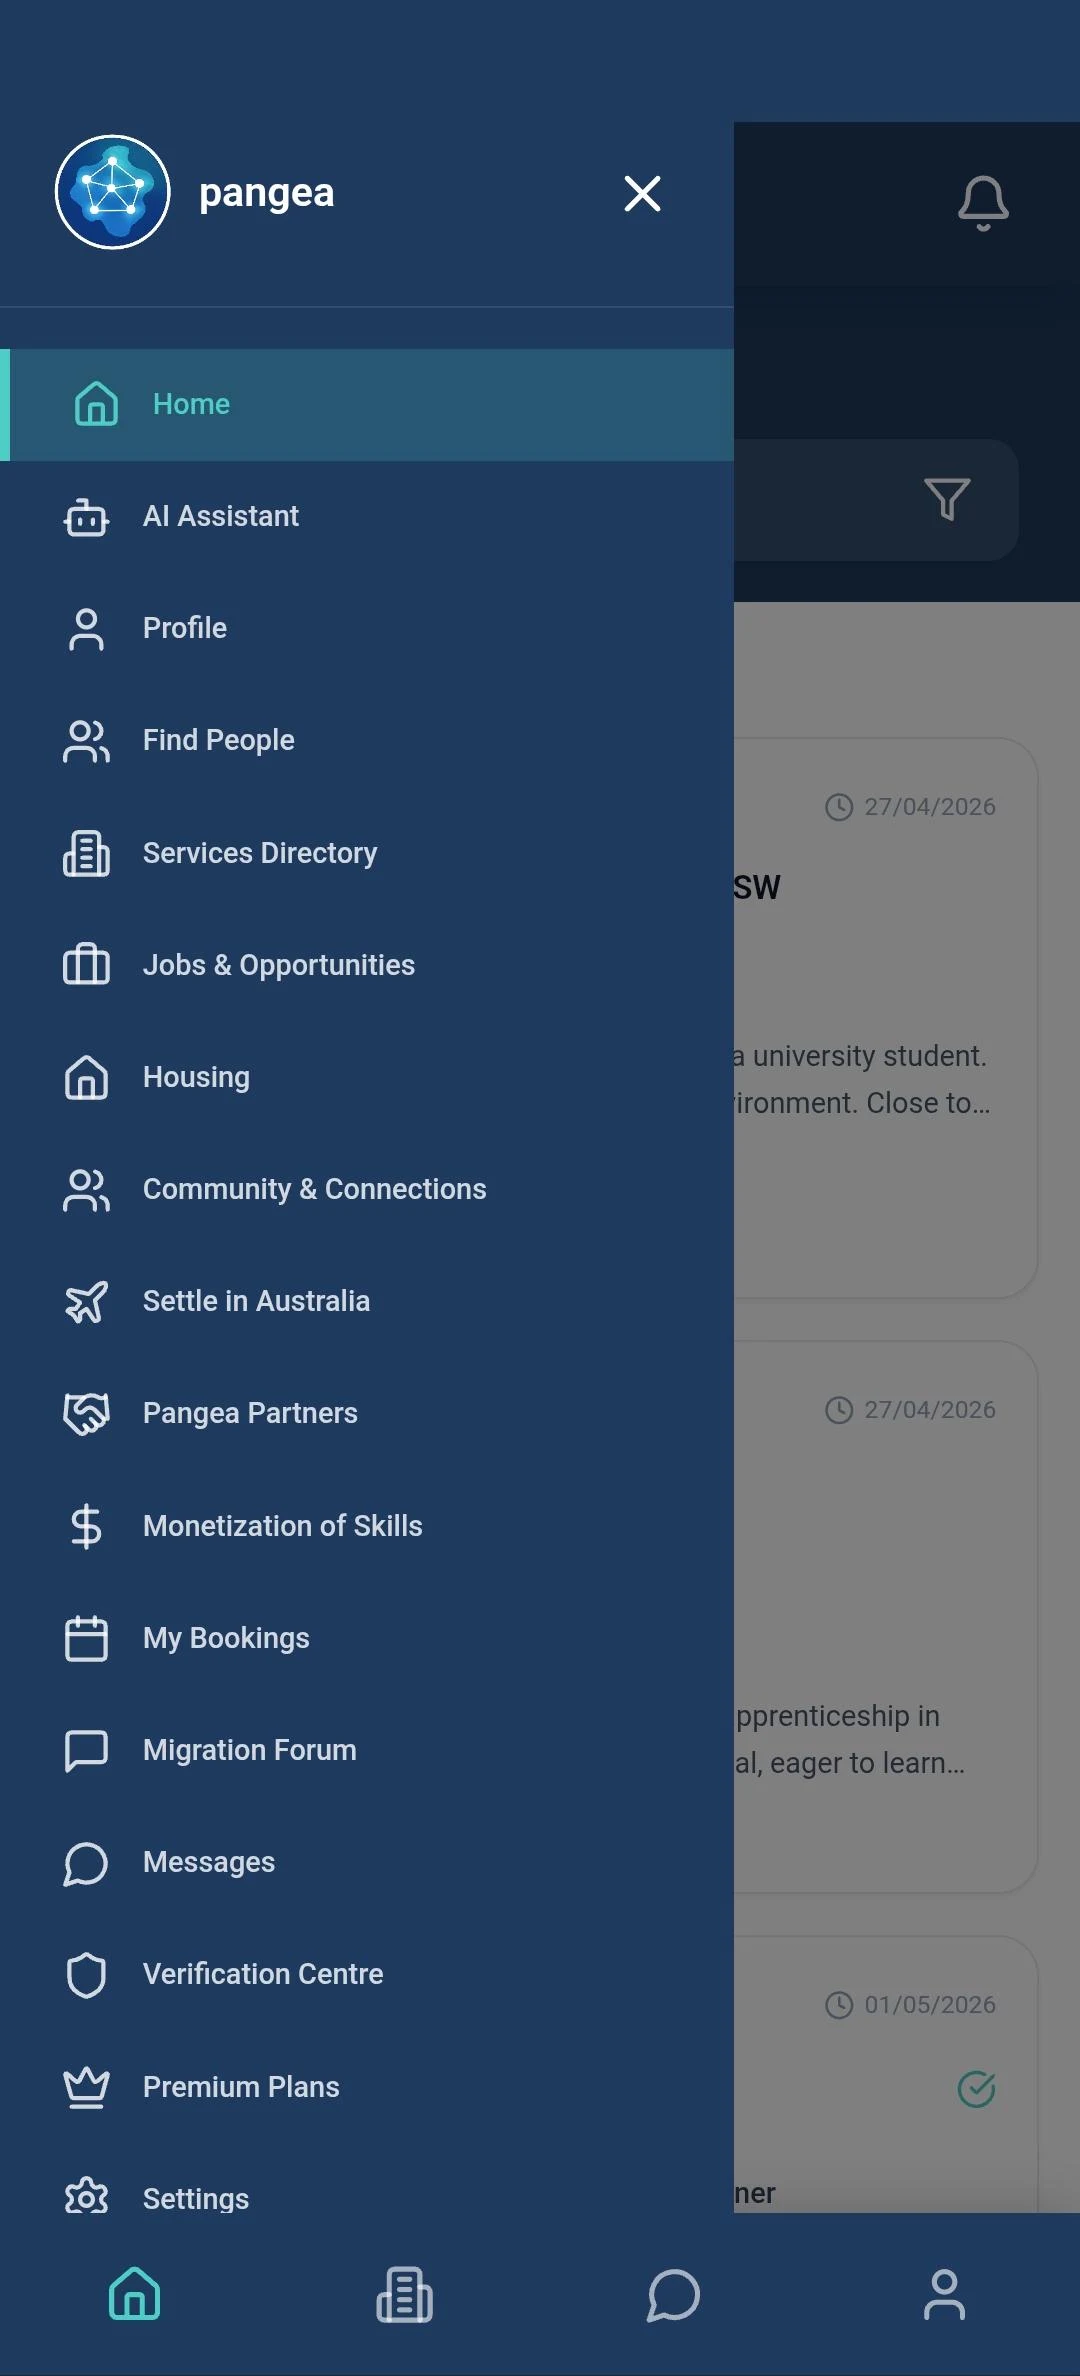 pangea
Home
AI Assistant
Profile
Find People
Services Directory
Jobs & Opportunities
Housing
Community & Connections
Settle in Australia
Pangea Partners
Monetization of Skills
My Bookings
Migration Forum
Messages
Verification Centre
Premium Plans
Settings
27/04/2026
SW
a university student.
ironment. Close to...
27/04/2026
pprenticeship in
al, eager to learn...
01/05/2026
ner